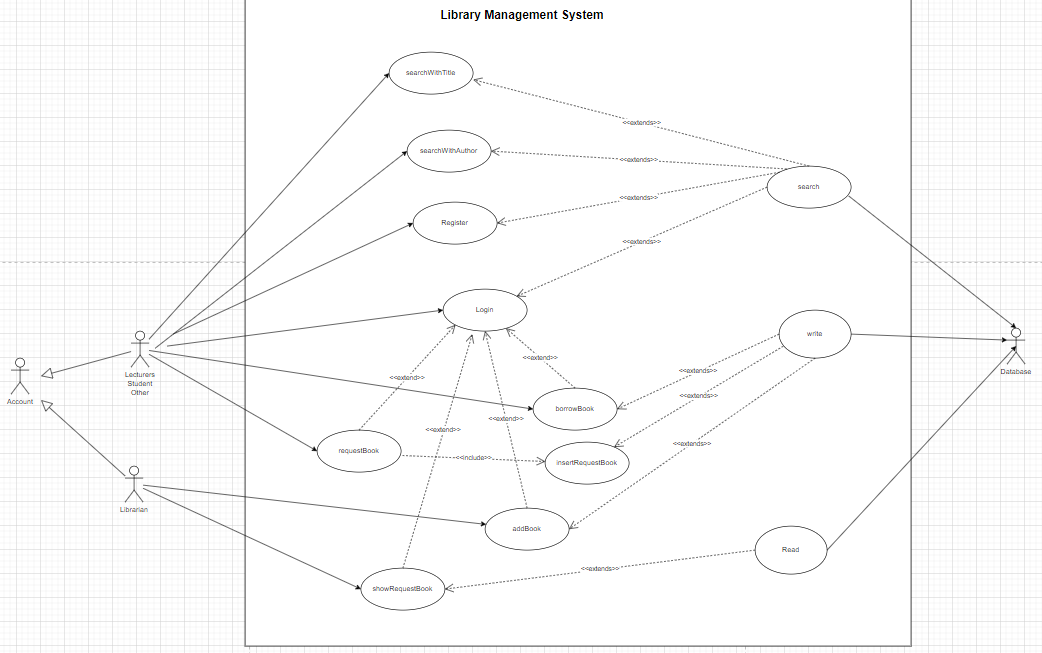 Library Management System
searchWithTitle
<<extends>>
searchWithAuthor
<<extends>>
search
<<extends>>
Register
<<extends>>
Login
write
<<extend>>
Lecturers
Student
Other
Database
<<extends>>
<<extend>>
Account
<<extends>>
borrowBook
<<extend>>
<<extend>>
<<extends>>
requestBook
<<include>>
insertRequestBook
Librarian
addBook
Read
<<extends>>
showRequestBook